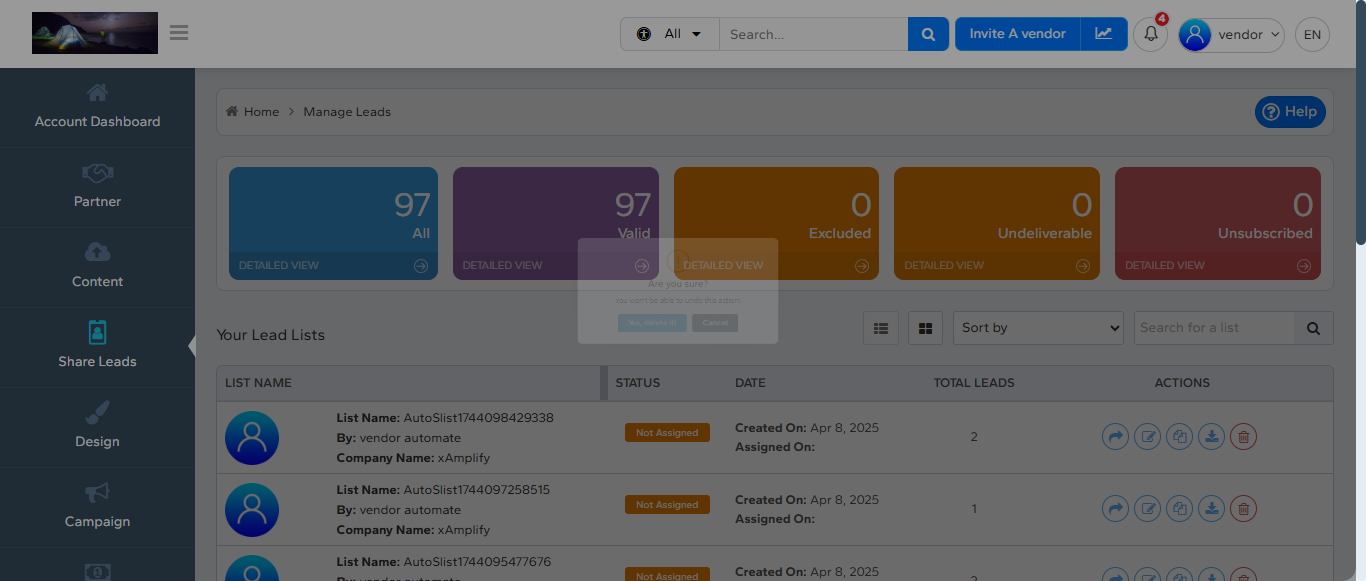 All
Search...
Invite A vendor
4
vendor
EN
Account Dashboard
Partner
Content
Share Leads
Design
Campaign
Home > Manage Leads
Help
97
All
DETAILED VIEW
97
Valid
DETAILED VIEW
0
Excluded
DETAILED VIEW
0
Undeliverable
DETAILED VIEW
0
Unsubscribed
DETAILED VIEW
Are you sure?
You won't be able to undo this action!
Yes, delete it!
Cancel
Your Lead Lists
Sort by
Search for a list
LIST NAME STATUS DATE TOTAL LEADS ACTIONS
List Name: AutoSlist1744098429338
By: vendor automate
Company Name: xAmplify
Not Assigned
Created On: Apr 8, 2025
Assigned On:
2
List Name: AutoSlist1744097258515
By: vendor automate
Company Name: xAmplify
Not Assigned
Created On: Apr 8, 2025
Assigned On:
1
List Name: AutoSlist1744095477676
By: vendor automate
Not Assigned
Created On: Apr 8, 2025
2